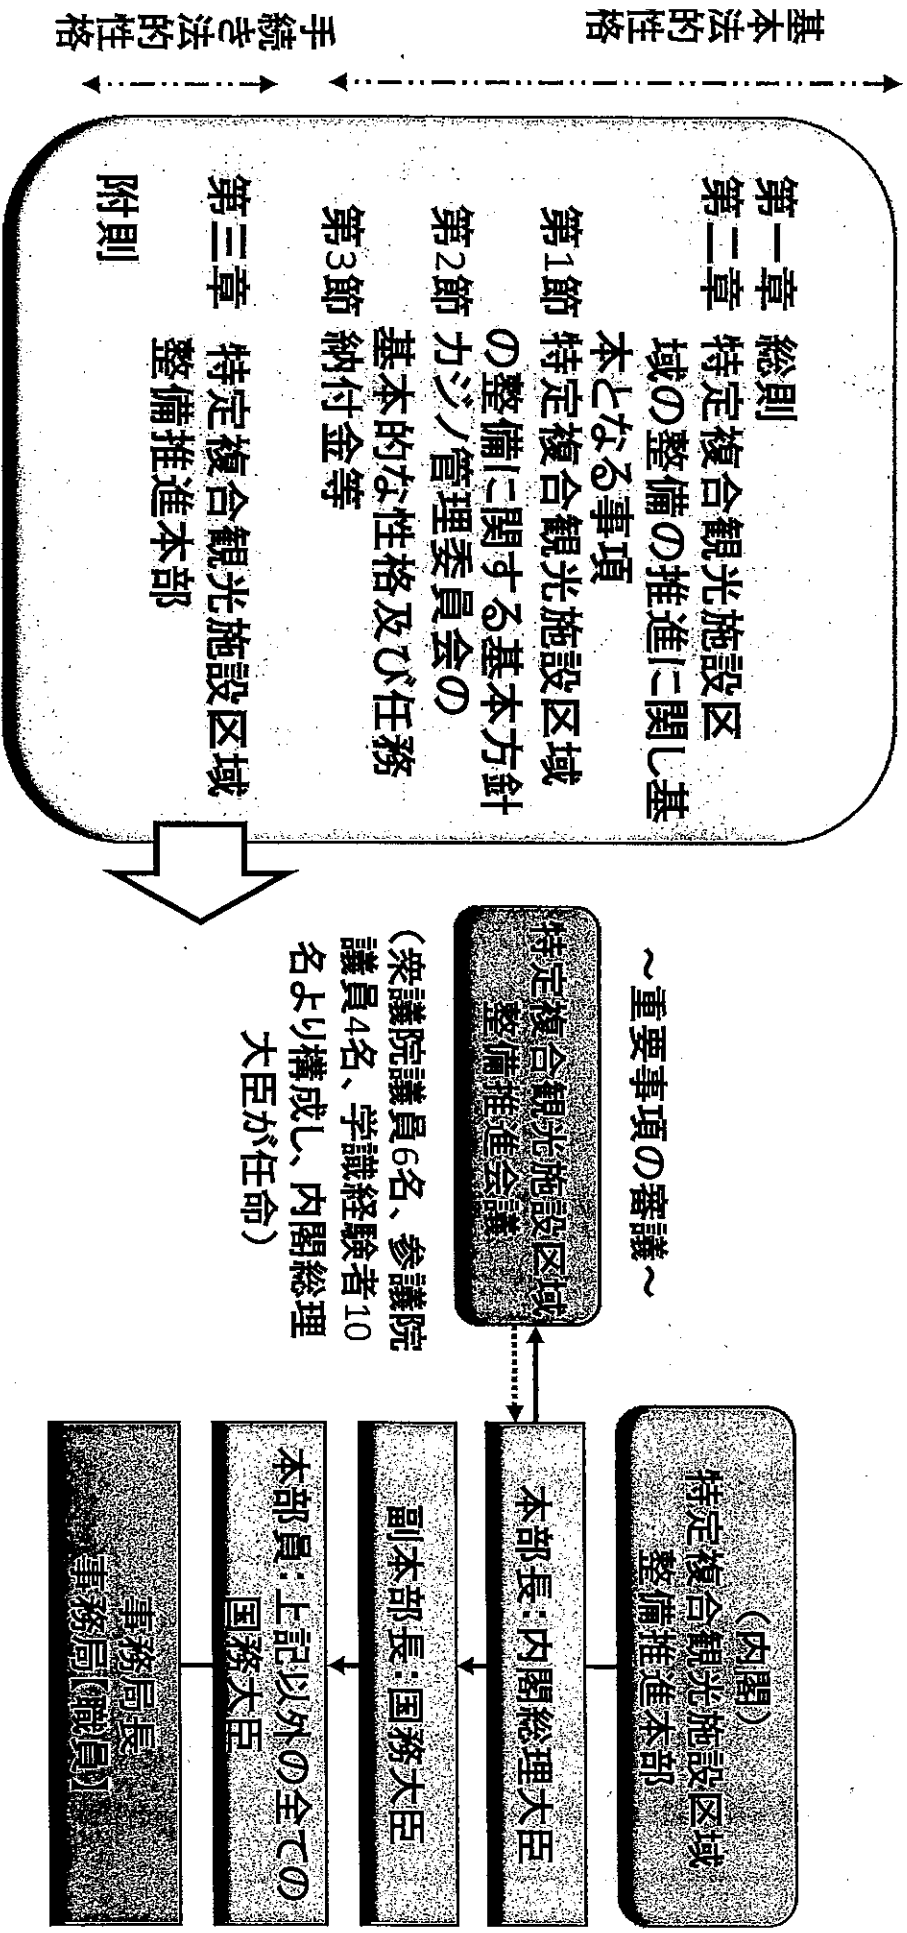 基本法的性格
手続き法的性格
第一章 総則
第二章 特定複合観光施設区
域の整備の推進に関し基
本となる事項
第1節 特定複合観光施設区域
の整備に関する基本方針
第2節 カジノ管理委員会の
基本的な性格及び任務
第3節 納付金等
第三章 特定複合観光施設区域
整備推進本部
附則
~重要事項の審議~
特定複合観光施設区域
整備推進会議
(衆議院議員6名、参議院
議員4名、学識経験者10
名より構成し、内閣総理
大臣が任命)
(内閣)
特定複合観光施設区域
整備推進本部
本部長:内閣総理大臣
副本部長:国務大臣
本部員:上記以外の全ての
国務大臣
事務局長
事務局【職員】